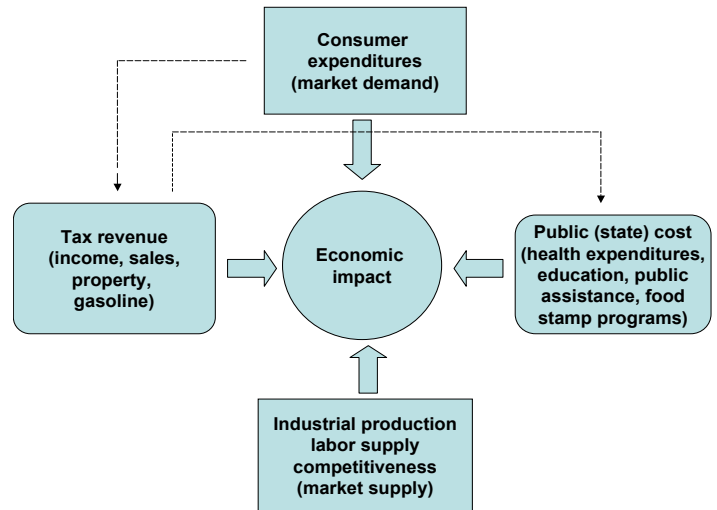 Consumer
expenditures
(market demand)
Tax revenue
(income, sales,
property,
gasoline)
Economic
impact
Public (state) cost
(health expenditures,
education, public
assistance, food
stamp programs)
Industrial production
labor supply
competitiveness
(market supply)